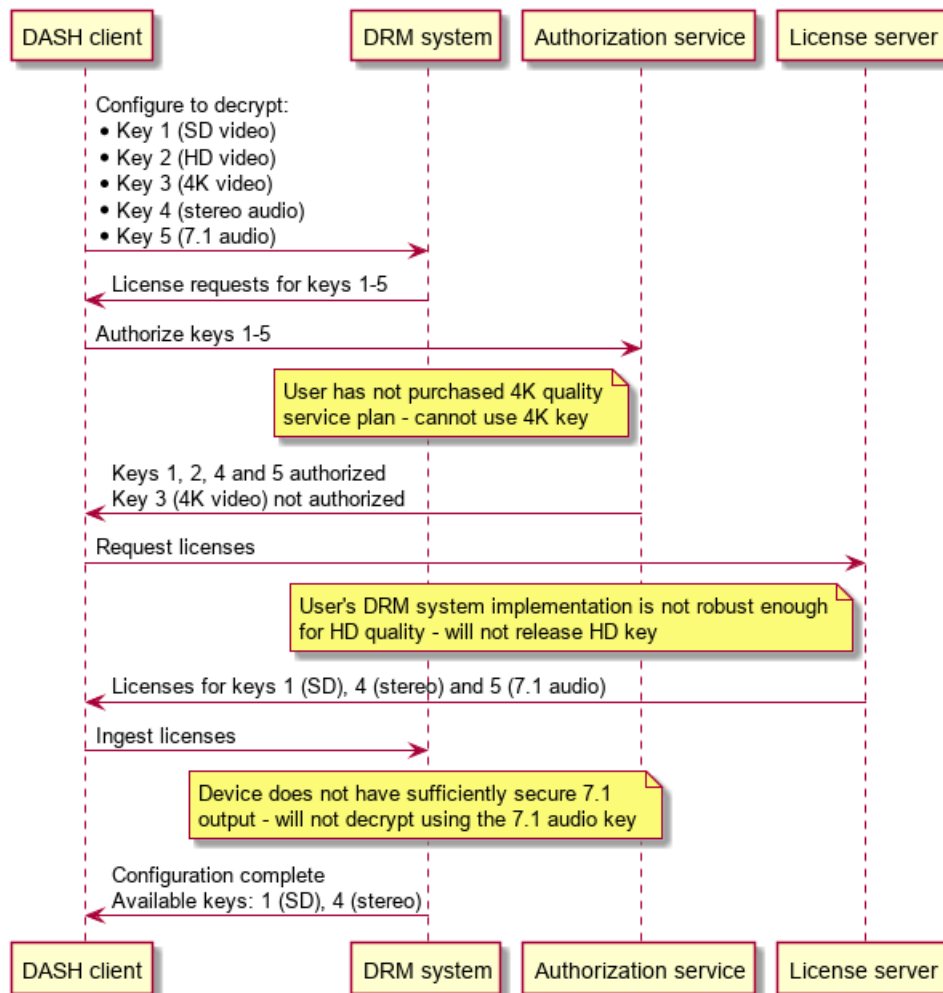 DASH client
DRM system
Authorization service
License server
Configure to decrypt:
• Key 1 (SD video)
• Key 2 (HD video)
• Key 3 (4K video)
• Key 4 (stereo audio)
• Key 5 (7.1 audio)
License requests for keys 1-5
Authorize keys 1-5
User has not purchased 4K quality
service plan - cannot use 4K key
Keys 1, 2, 4 and 5 authorized
Key 3 (4K video) not authorized
Request licenses
User's DRM system implementation is not robust enough
for HD quality - will not release HD key
Licenses for keys 1 (SD), 4 (stereo) and 5 (7.1 audio)
Ingest licenses
Device does not have sufficiently secure 7.1
output - will not decrypt using the 7.1 audio key
Configuration complete
Available keys: 1 (SD), 4 (stereo)
DASH client
DRM system
Authorization service
License server